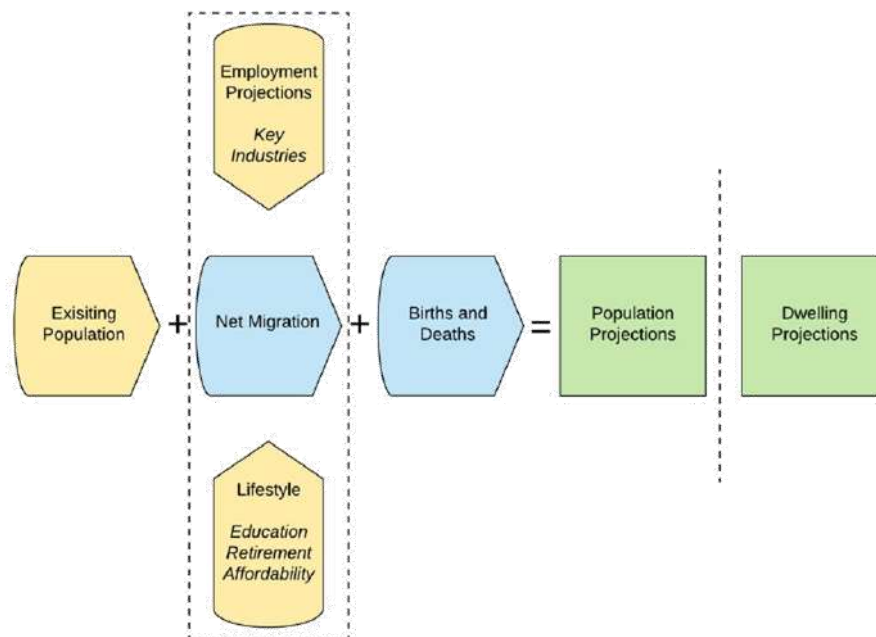 Employment
Projections
Key
Industries
Exisiting
Population
+
Net Migration
+
Births and
Deaths
=
Population
Projections
Dwelling
Projections
Lifestyle
Education
Retirement
Affordability